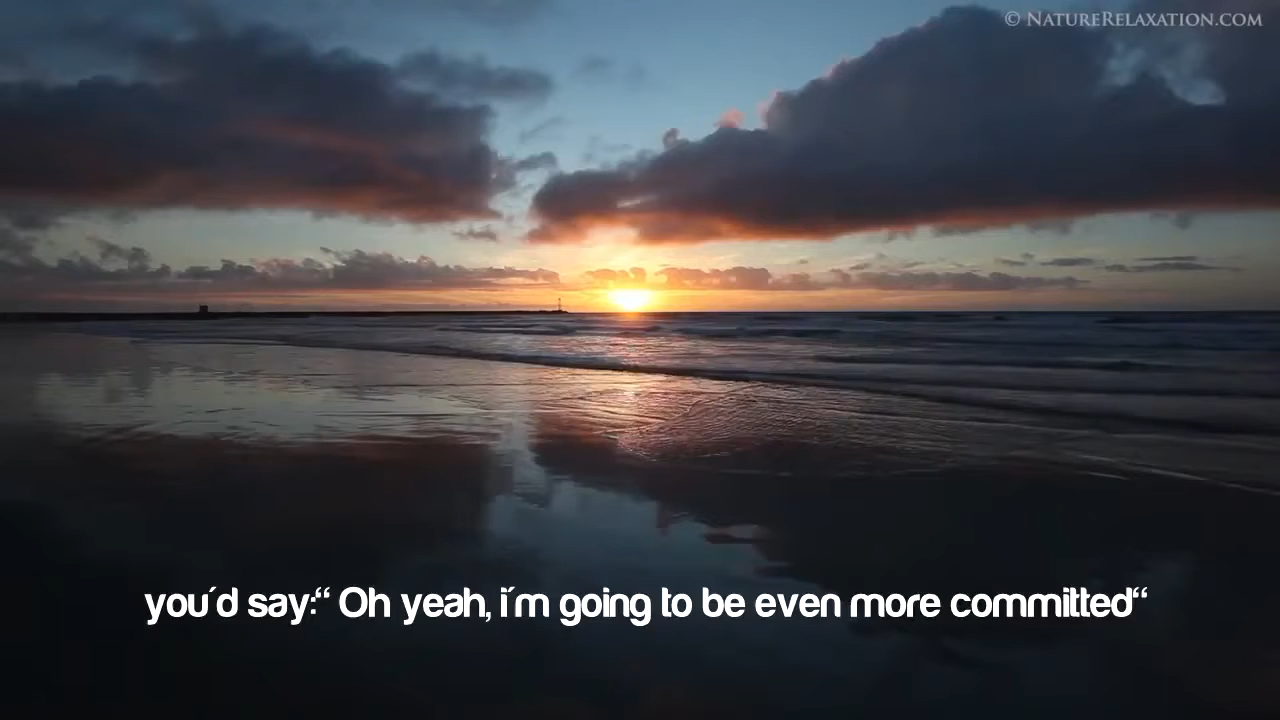 © NatureRelaxation.com
you´d say:“ Oh yeah, i´m going to be even more committed“